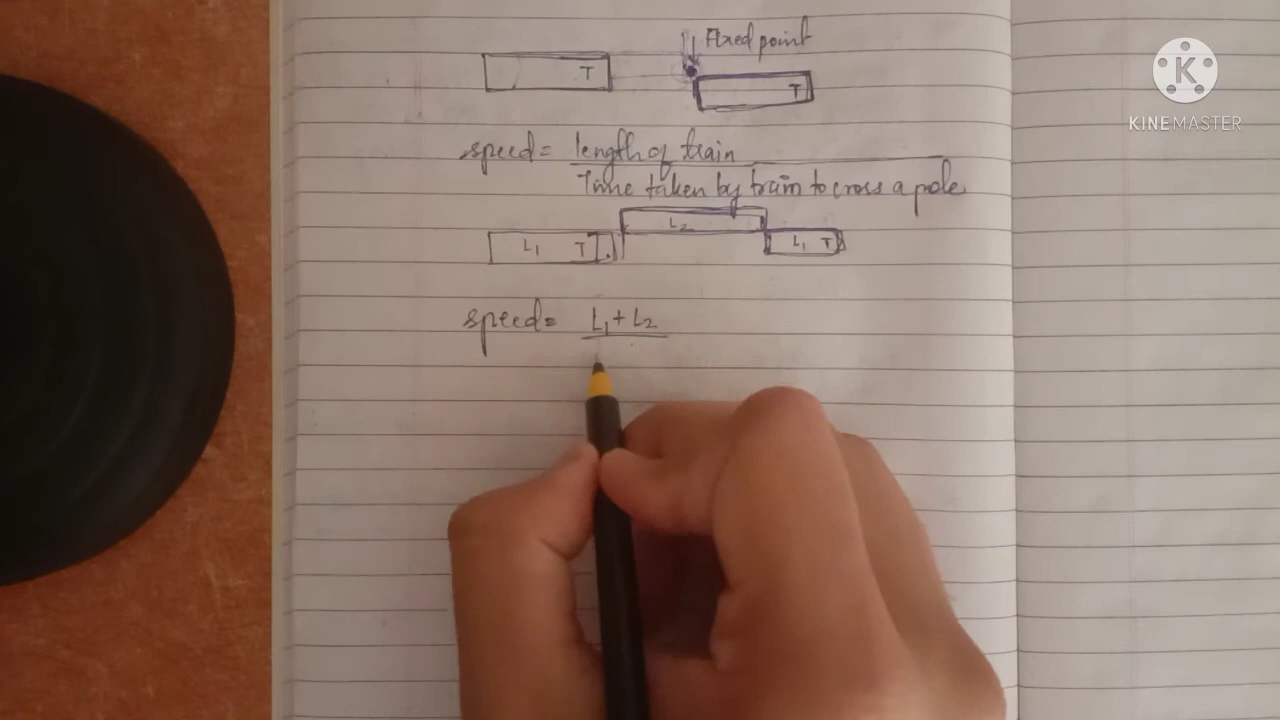 Fixed point
T
T
speed = length of train
Time taken by train to cross a pole
L2
L1 T
L1 T
speed = L1 + L2
KINEMASTER